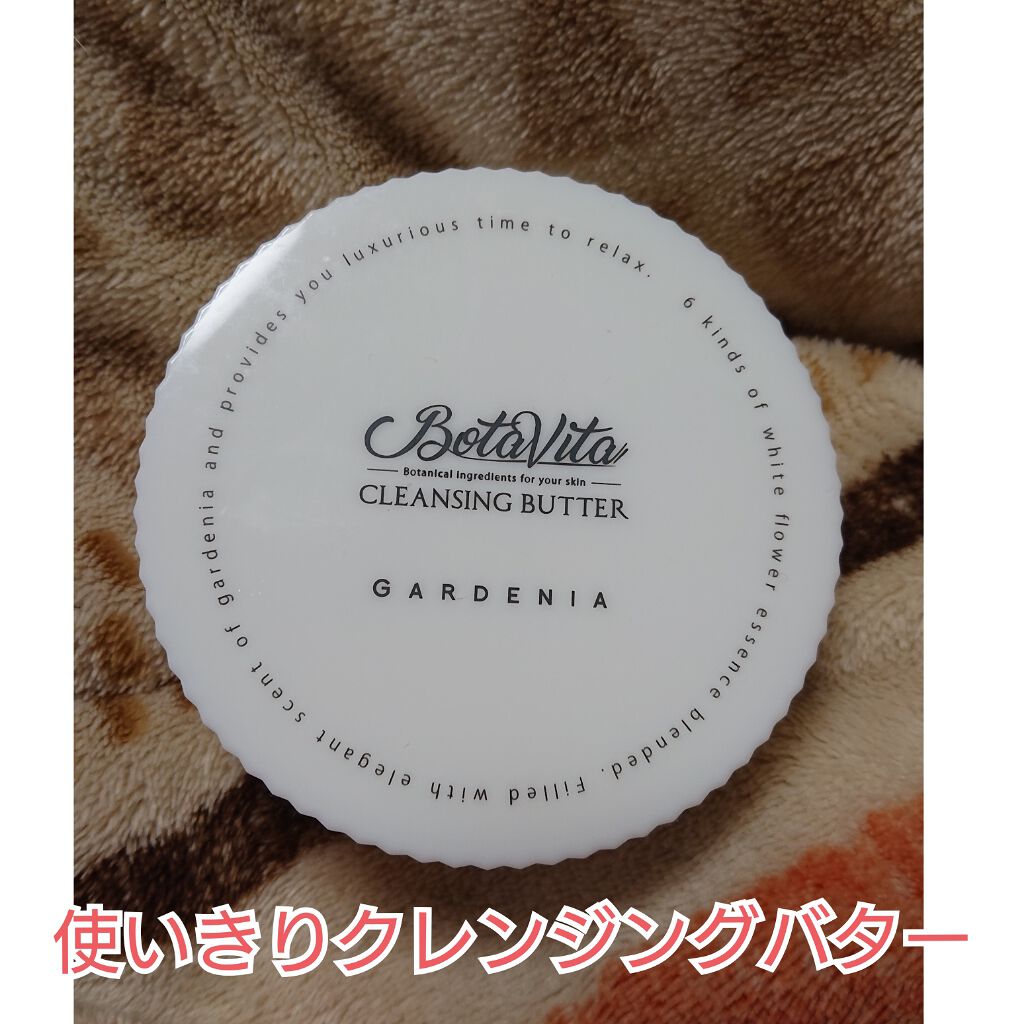 6 kinds of white flower essence blended. Filled with elegant scent of gardenia and provides you luxurious time to relax.
BotaVita
Botanical ingredients for your skin
CLEANSING BUTTER
GARDENIA
使いきりクレンジングバター